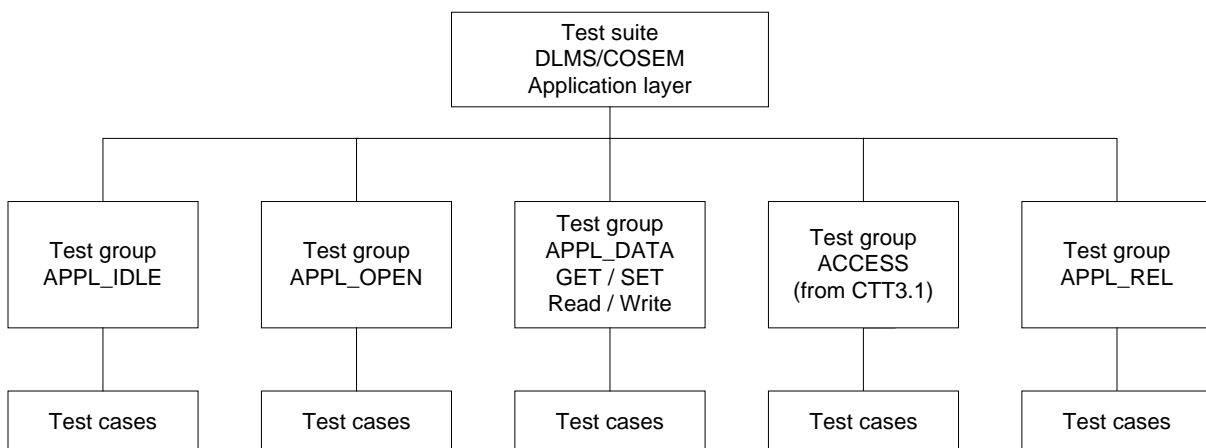 Test suite
DLMS/COSEM
Application layer
Test group
APPL_IDLE
Test group
APPL_OPEN
Test group
APPL_DATA
GET / SET
Read / Write
Test group
ACCESS
(from CTT3.1)
Test group
APPL_REL
Test cases
Test cases
Test cases
Test cases
Test cases